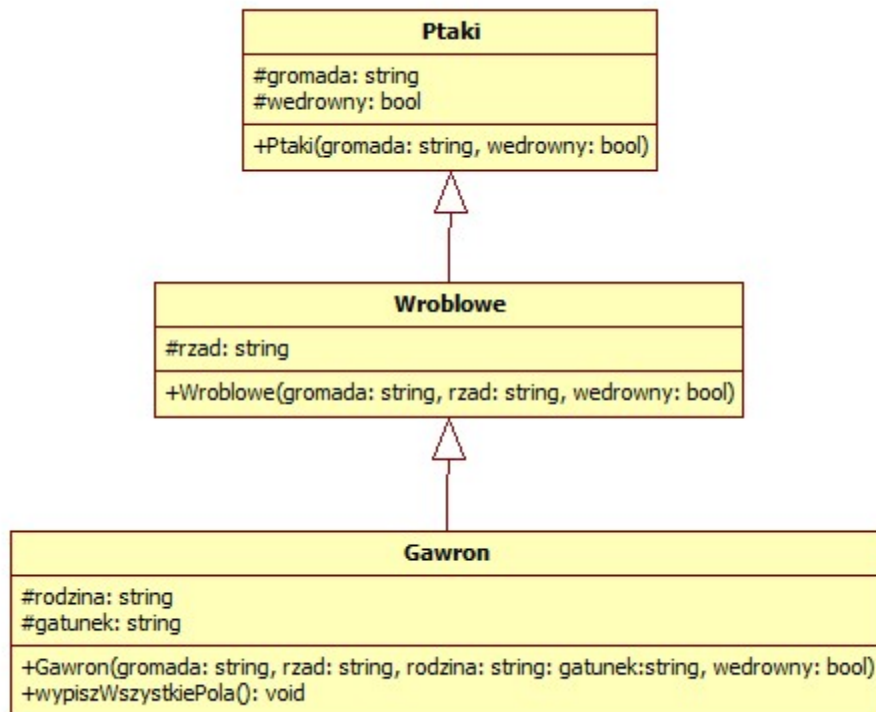 Ptaki
#gromada: string
#wedrowny: bool
+Ptaki(gromada: string, wedrowny: bool)
Wroblowe
#rzad: string
+Wroblowe(gromada: string, rzad: string, wedrowny: bool)
Gawron
#rodzina: string
#gatunek: string
+Gawron(gromada: string, rzad: string, rodzina: string: gatunek:string, wedrowny: bool)
+wypiszWszystkiePola(): void